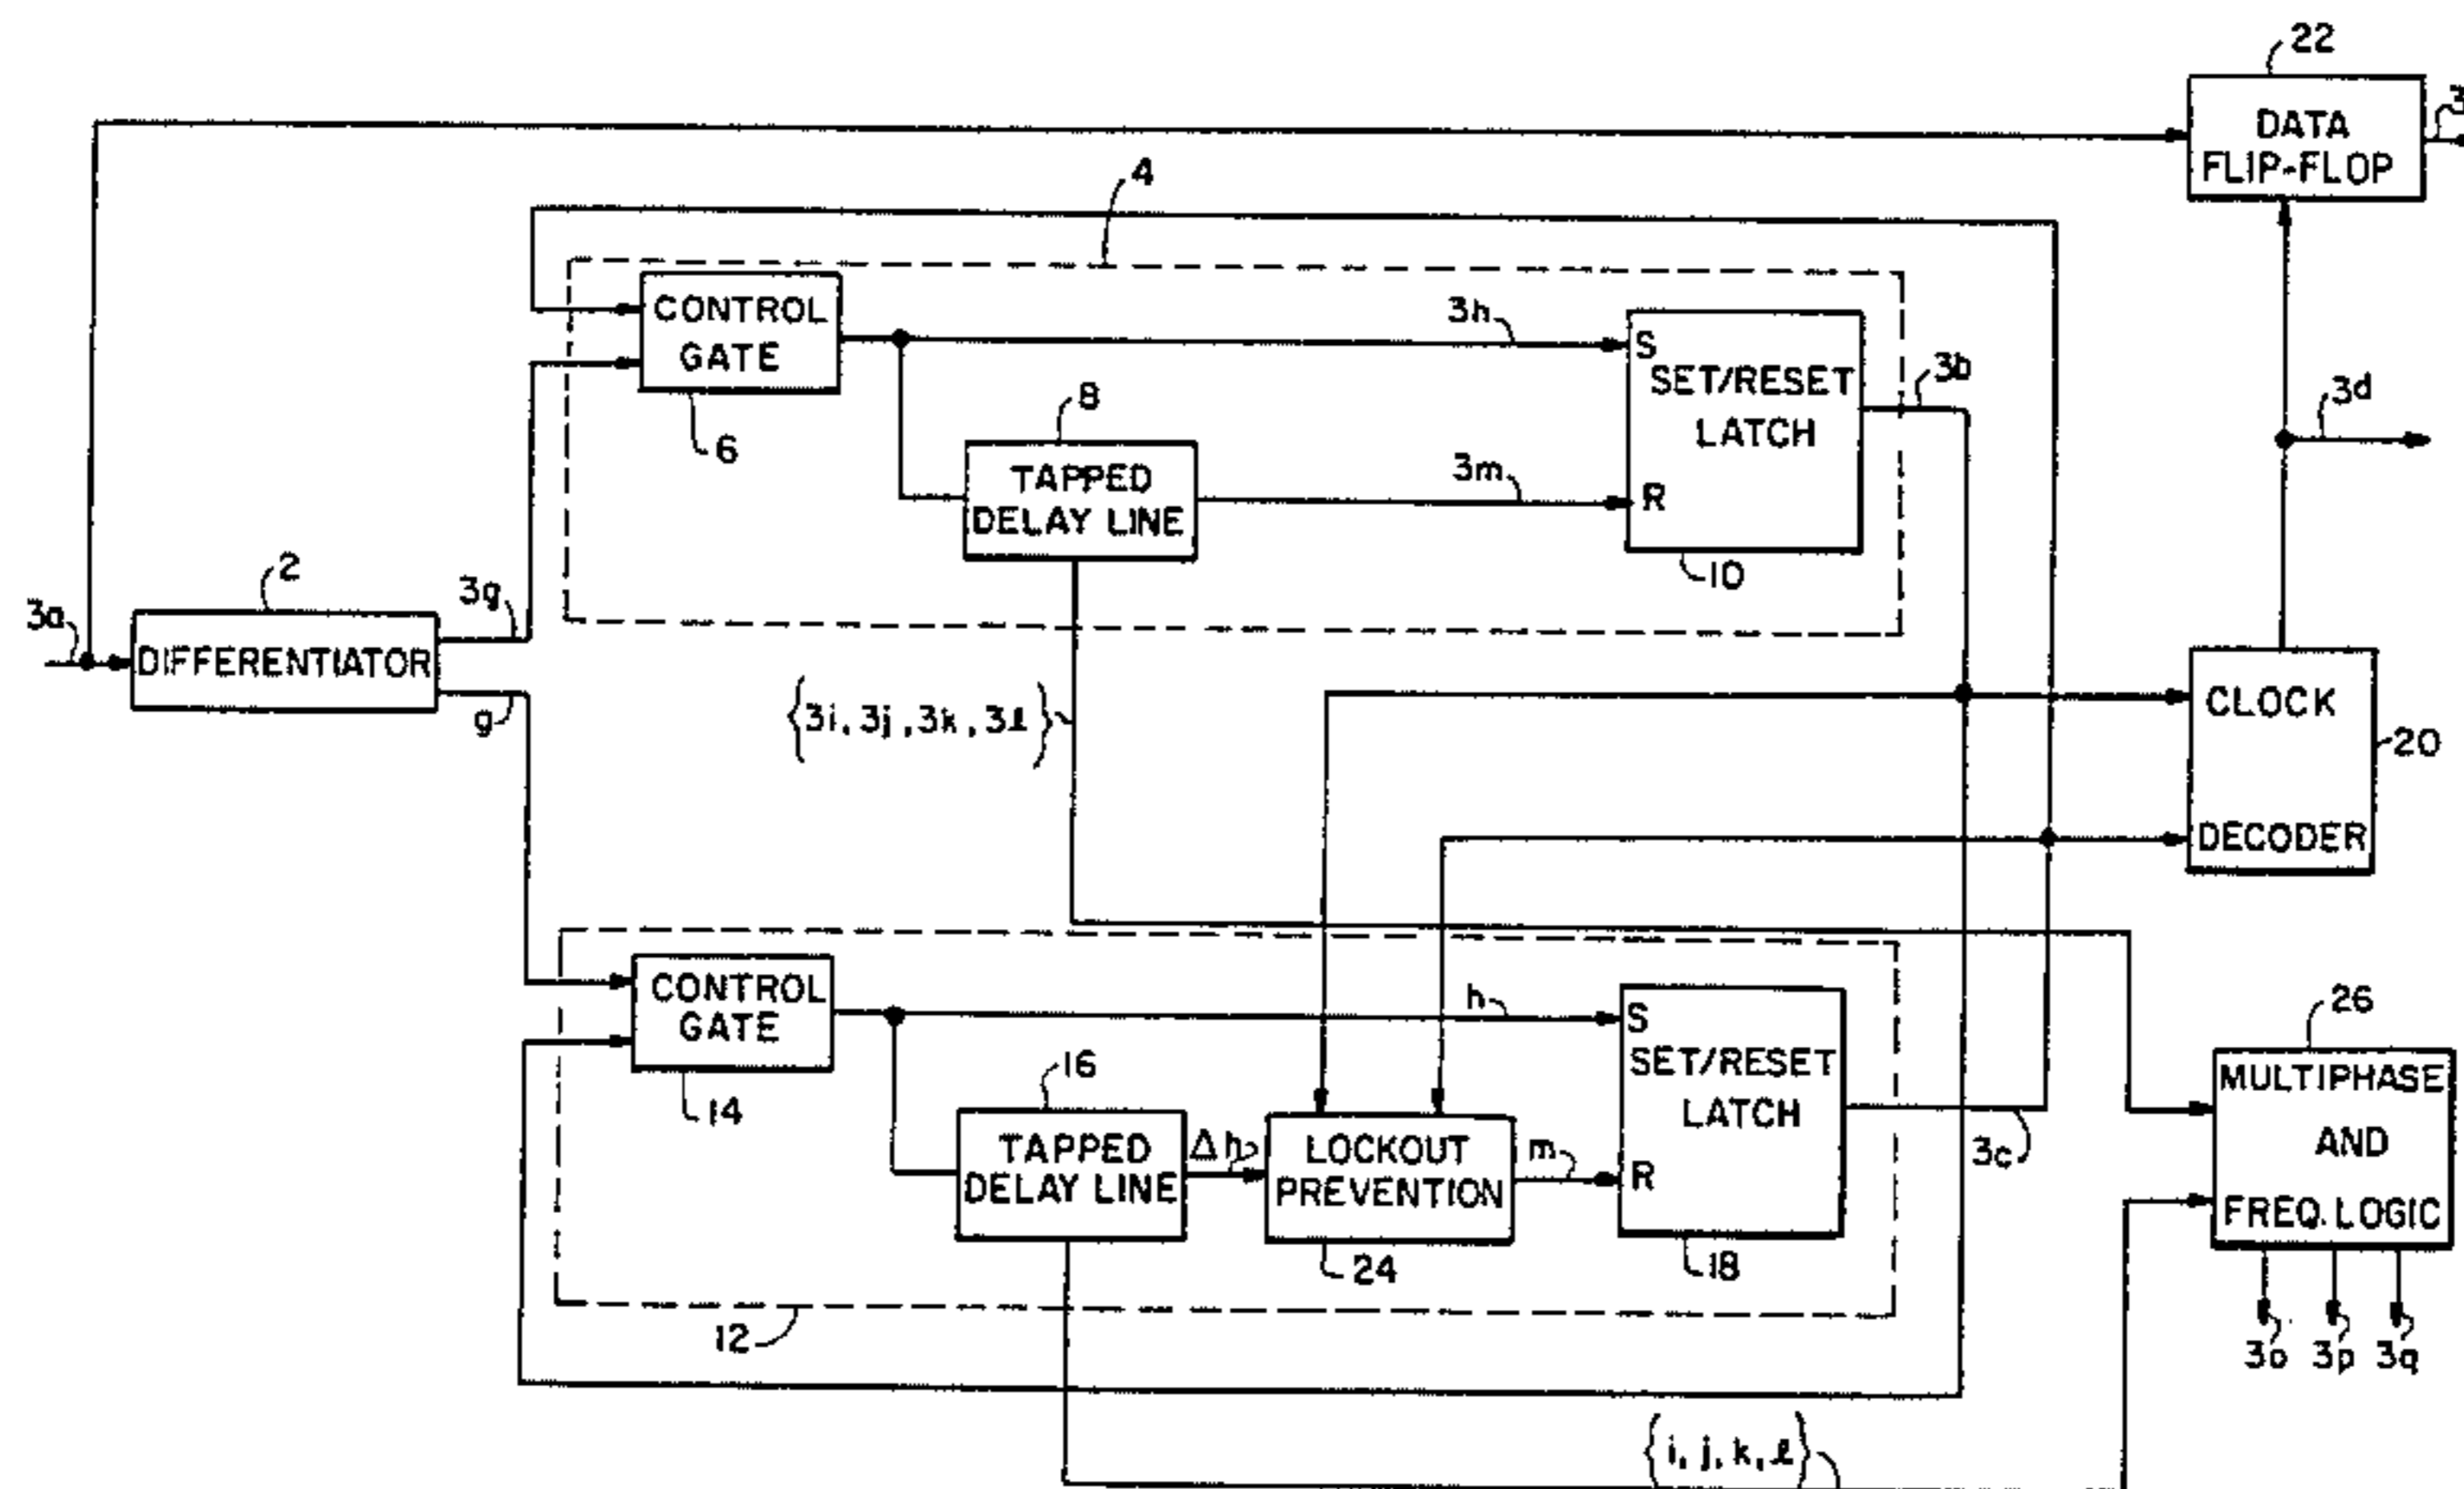 22
DATA
FLIP-FLOP
4
CONTROL
GATE
6
3h
S
SET/RESET
LATCH
R
10
3b
8
TAPPED
DELAY LINE
3m
3d
2
3a
DIFFERENTIATOR
3g
g
{3i, 3j, 3k, 3l}
CLOCK
DECODER
20
CONTROL
GATE
14
h
S
SET/RESET
LATCH
R
18
3c
16
TAPPED
DELAY LINE
Δh
LOCKOUT
PREVENTION
24
m
12
26
MULTIPHASE
AND
FREQ. LOGIC
3o 3p 3q
{i, j, k, l}